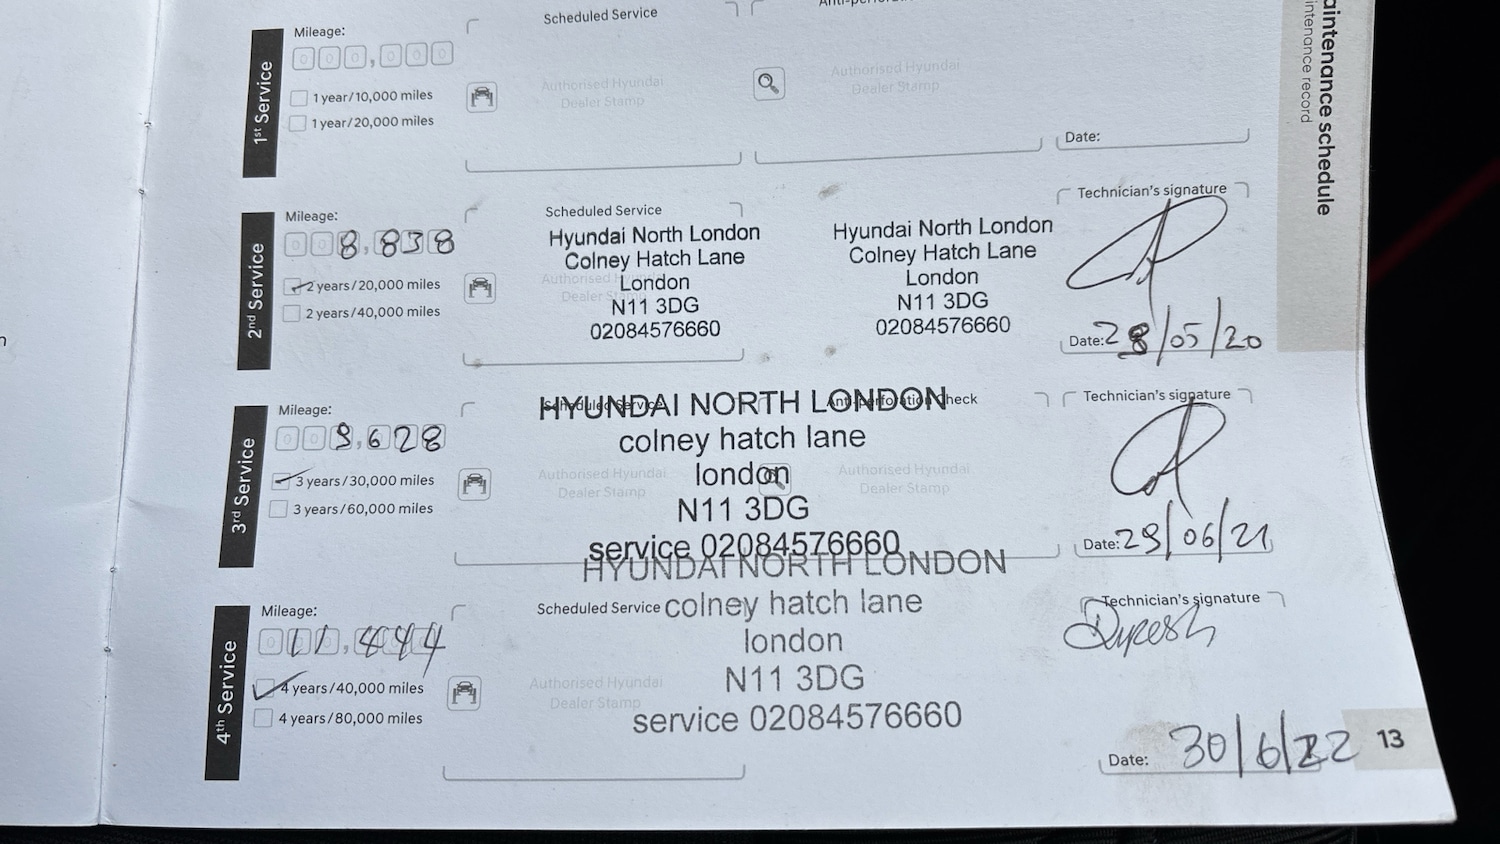 aintenance schedule
intenance record
1st Service
Mileage:
000,000
1 year/10,000 miles
1 year/20,000 miles
Scheduled Service
Authorised Hyundai
Dealer Stamp
Authorised Hyundai
Dealer Stamp
Date:
2nd Service
Mileage:
008,838
2 years/20,000 miles
2 years/40,000 miles
Scheduled Service
Hyundai North London
Colney Hatch Lane
London
N11 3DG
02084576660
Authorised Hyundai
Dealer Stamp
Hyundai North London
Colney Hatch Lane
London
N11 3DG
02084576660
Technician's signature
Date: 28/05/20
3rd Service
Mileage:
009,628
3 years/30,000 miles
3 years/60,000 miles
Scheduled Service
Anti-perforation Check
HYUNDAI NORTH LONDON
colney hatch lane
london
N11 3DG
service 02084576660
Authorised Hyundai
Dealer Stamp
Authorised Hyundai
Dealer Stamp
Technician's signature
Date: 29/06/21
4th Service
Mileage:
011,444
4 years/40,000 miles
4 years/80,000 miles
Scheduled Service
HYUNDAI NORTH LONDON
colney hatch lane
london
N11 3DG
service 02084576660
Authorised Hyundai
Dealer Stamp
Technician's signature
Date: 30/6/22
13